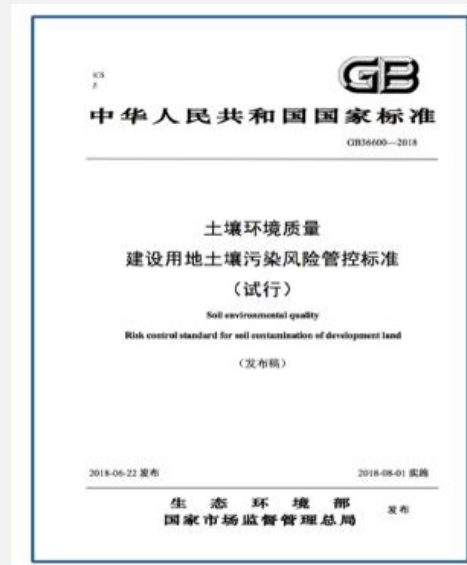 ICS
Z
GB
中华人民共和国国家标准
GB36600—2018
土壤环境质量
建设用地土壤污染风险管控标准
（试行）
Soil environmental quality
Risk control standard for soil contamination of development land
（发布稿）
2018-06-22 发布
2018-08-01 实施
生态环境部
国家市场监督管理总局
发布